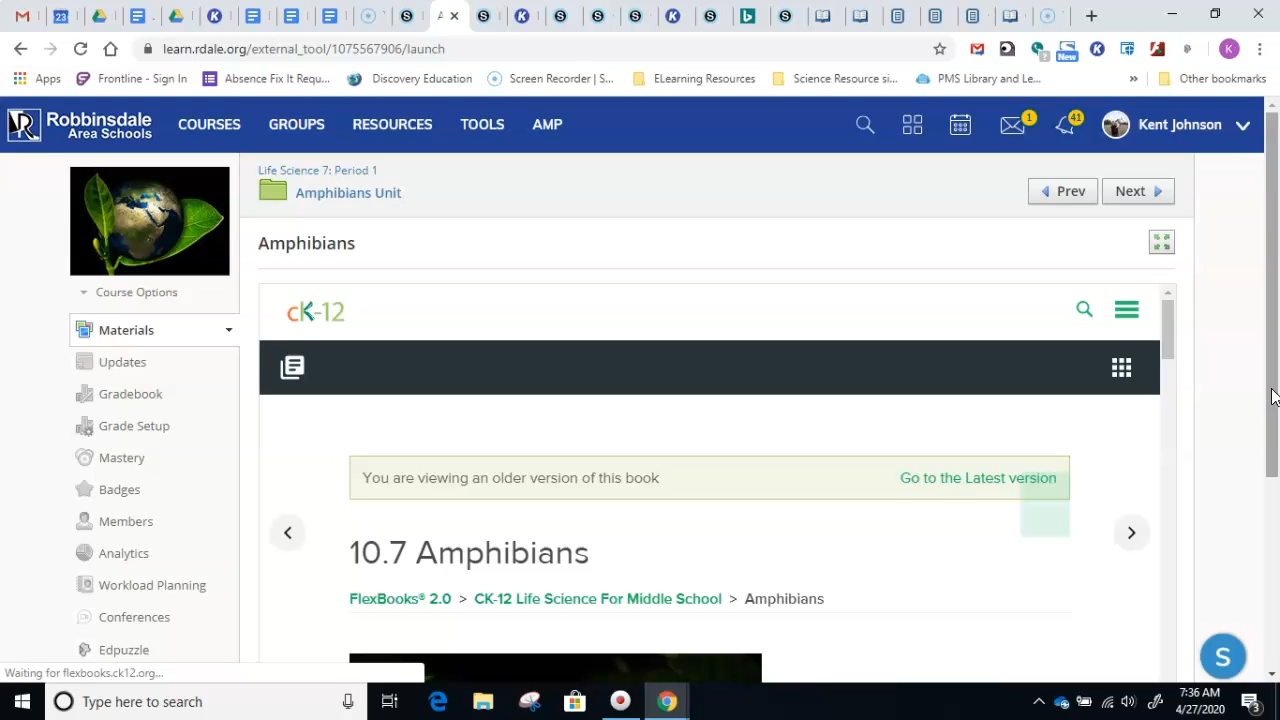 learn.rdale.org/external_tool/1075567906/launch
Apps
Frontline - Sign In
Absence Fix It Requ...
Discovery Education
Screen Recorder | S...
ELearning Resources
Science Resource si...
PMS Library and Le...
»
Other bookmarks
New
K
Robbinsdale
Area Schools
COURSES
GROUPS
RESOURCES
TOOLS
AMP
1
41
Kent Johnson
Life Science 7: Period 1
Amphibians Unit
Prev
Next
Amphibians
Course Options
Materials
Updates
Gradebook
Grade Setup
Mastery
Badges
Members
Analytics
Workload Planning
Conferences
Edpuzzle
cK-12
You are viewing an older version of this book
Go to the Latest version
10.7 Amphibians
FlexBooks® 2.0 > CK-12 Life Science For Middle School > Amphibians
S
Waiting for flexbooks.ck12.org...
Type here to search
7:36 AM
4/27/2020
3